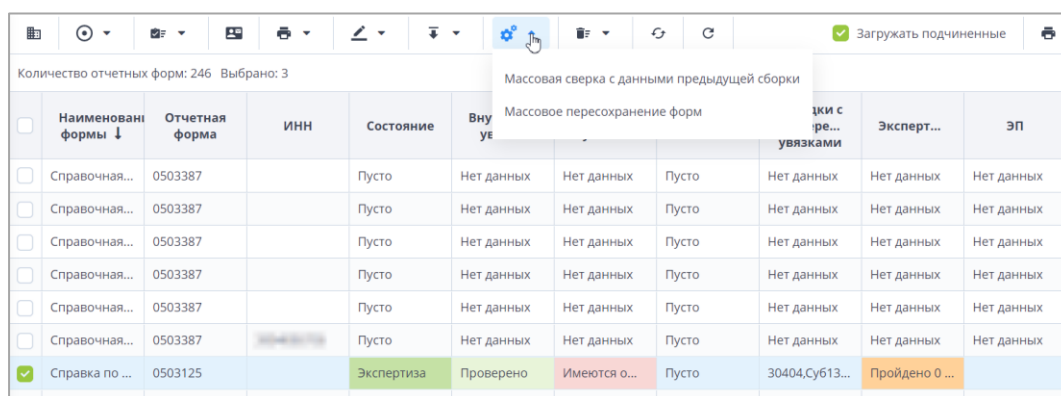 Загружать подчиненные
Количество отчетных форм: 246 Выбрано: 3
Массовая сверка с данными предыдущей сборки
Массовое пересохранение форм
Наименовани формы ↓ Отчетная форма ИНН Состояние Вну ув дки с ере... увязками Эксперт... ЭП
Справочная... 0503387 Пусто Нет данных Нет данных Пусто Нет данных Нет данных Нет данных
Справочная... 0503387 Пусто Нет данных Нет данных Пусто Нет данных Нет данных Нет данных
Справочная... 0503387 Пусто Нет данных Нет данных Пусто Нет данных Нет данных Нет данных
Справочная... 0503387 Пусто Нет данных Нет данных Пусто Нет данных Нет данных Нет данных
Справочная... 0503387 Пусто Нет данных Нет данных Пусто Нет данных Нет данных Нет данных
Справочная... 0503387 Пусто Нет данных Нет данных Пусто Нет данных Нет данных Нет данных
Справка по ... 0503125 Экспертиза Проверено Имеются о... Пусто 30404,Суб13... Пройдено 0 ...